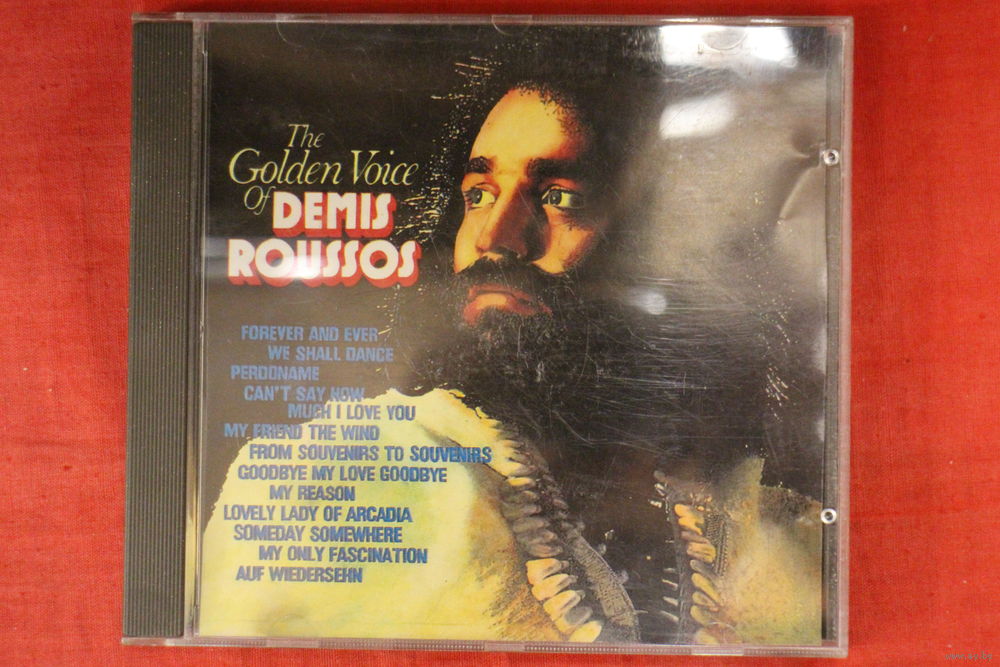 The
Golden Voice
Of DEMIS
ROUSSOS
FOREVER AND EVER
WE SHALL DANCE
PERDONAME
CAN'T SAY HOW
MUCH I LOVE YOU
MY FRIEND THE WIND
FROM SOUVENIRS TO SOUVENIRS
GOODBYE MY LOVE GOODBYE
MY REASON
LOVELY LADY OF ARCADIA
SOMEDAY SOMEWHERE
MY ONLY FASCINATION
AUF WIEDERSEHN